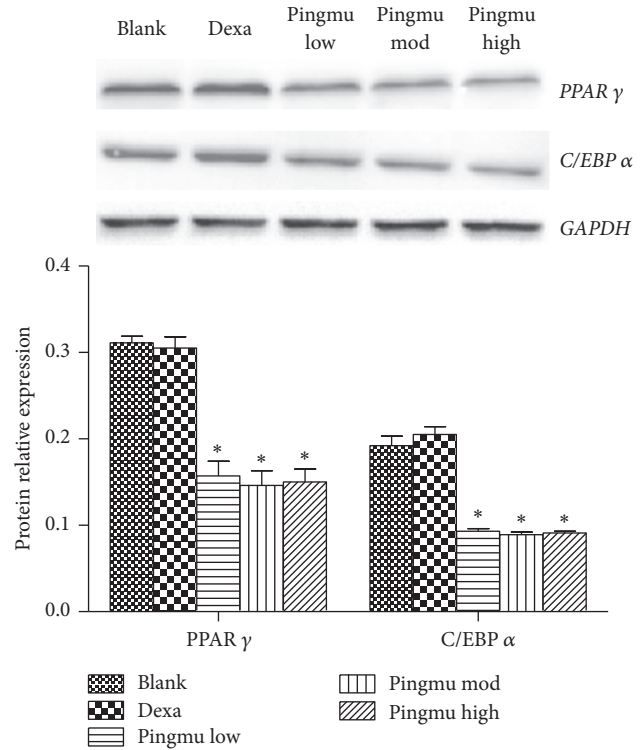 Blank Dexa Pingmu low Pingmu mod Pingmu high
PPAR γ
C/EBP α
GAPDH
0.4
0.3
0.2
0.1
0.0
Protein relative expression
* * * * * *
PPAR γ C/EBP α
Blank
Dexa
Pingmu low
Pingmu mod
Pingmu high